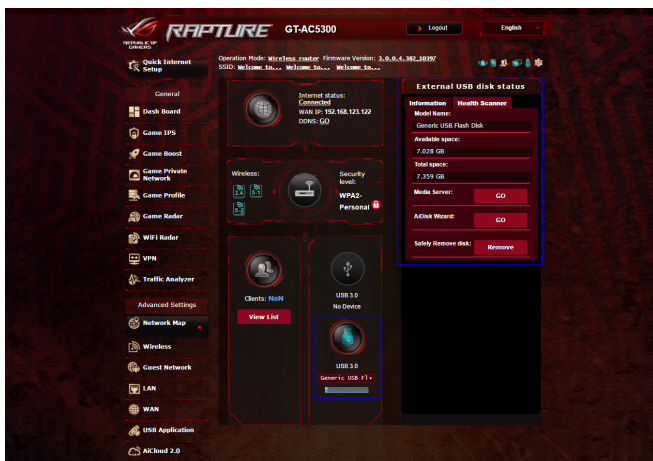 REPUBLIC OF
GAMERS
RAPTURE
GT-AC5300
Logout
English
Operation Mode: Wireless router Firmware Version: 3.0.0.4.382_10397
SSID: Welcome to... Welcome to... Welcome to...
Quick Internet
Setup
General
Dash Board
Game IPS
Game Boost
Game Private
Network
Game Profile
Game Radar
WiFi Radar
VPN
Traffic Analyzer
Advanced Settings
Network Map
Wireless
Guest Network
LAN
WAN
USB Application
AiCloud 2.0
Internet status:
Connected
WAN IP: 192.168.123.122
DDNS: GO
Wireless:
2.4
5-1
5-2
Security
level:
WPA2-
Personal
Clients: NaN
View List
USB 3.0
No Device
USB 3.0
Generic USB Fl
External USB disk status
Information Health Scanner
Model Name:
Generic USB Flash Disk
Available space:
7.028 GB
Total space:
7.359 GB
Media Server:
GO
AiDisk Wizard:
GO
Safely Remove disk:
Remove